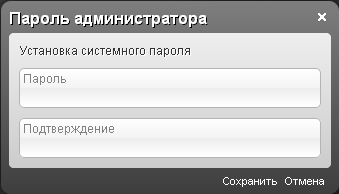 Пароль администратора
Установка системного пароля
Пароль
Подтверждение
Сохранить Отмена